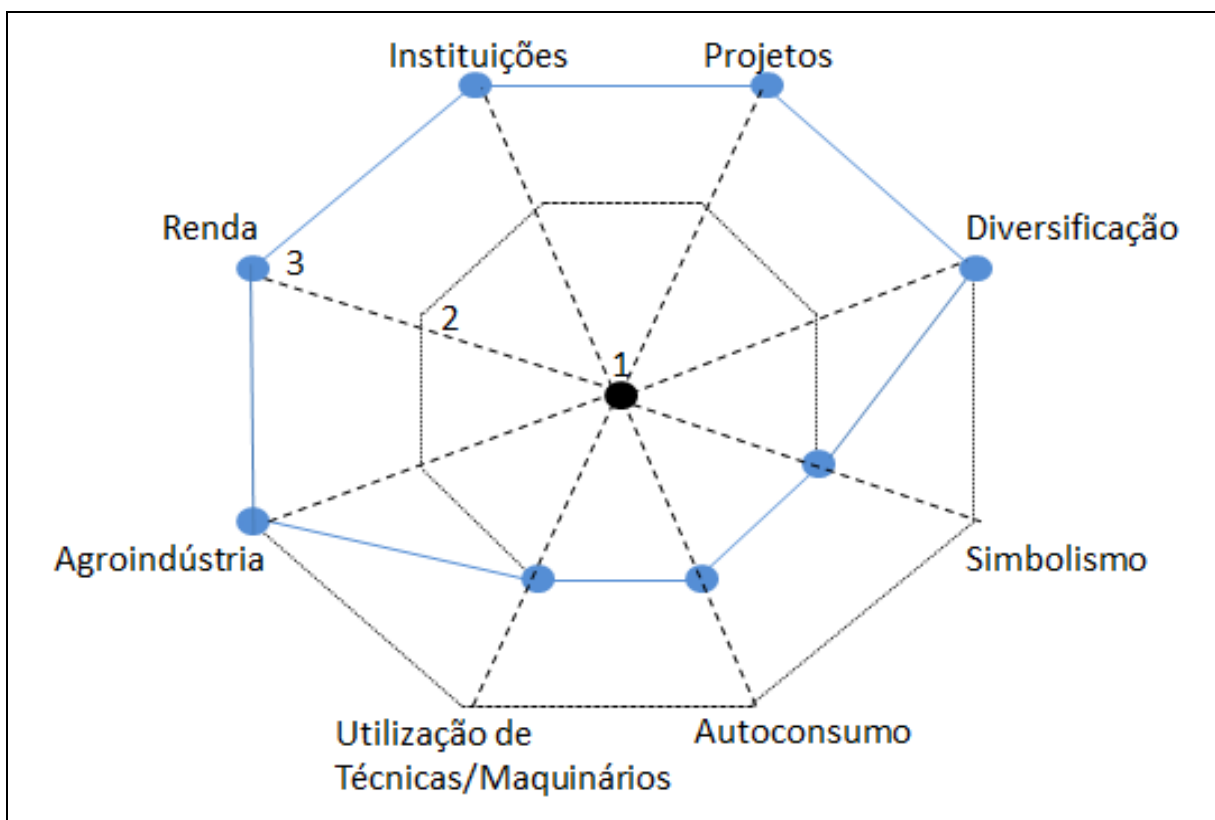 Instituições
Projetos
Renda
Diversificação
3
2
1
Agroindústria
Simbolismo
Utilização de
Técnicas/Maquinários
Autoconsumo